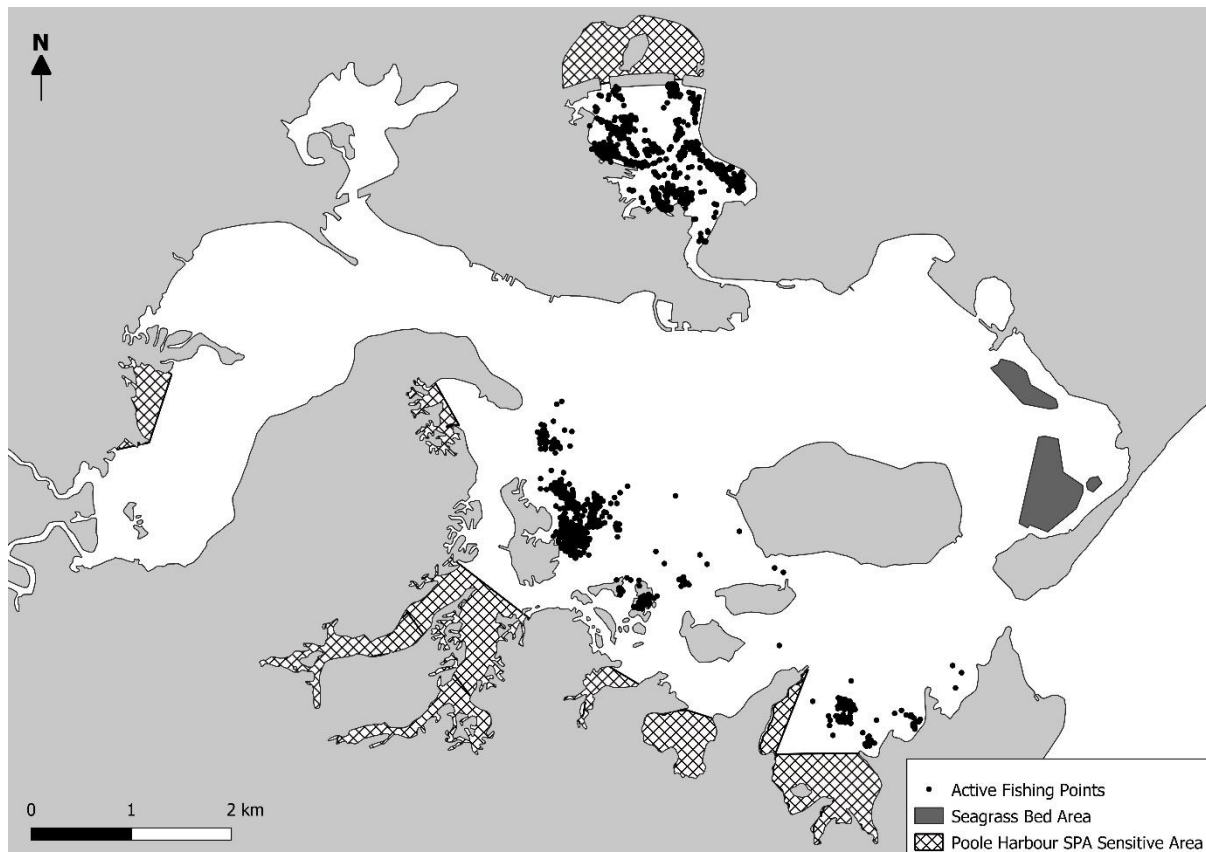 N
0 1 2 km
Active Fishing Points
Seagrass Bed Area
Poole Harbour SPA Sensitive Area